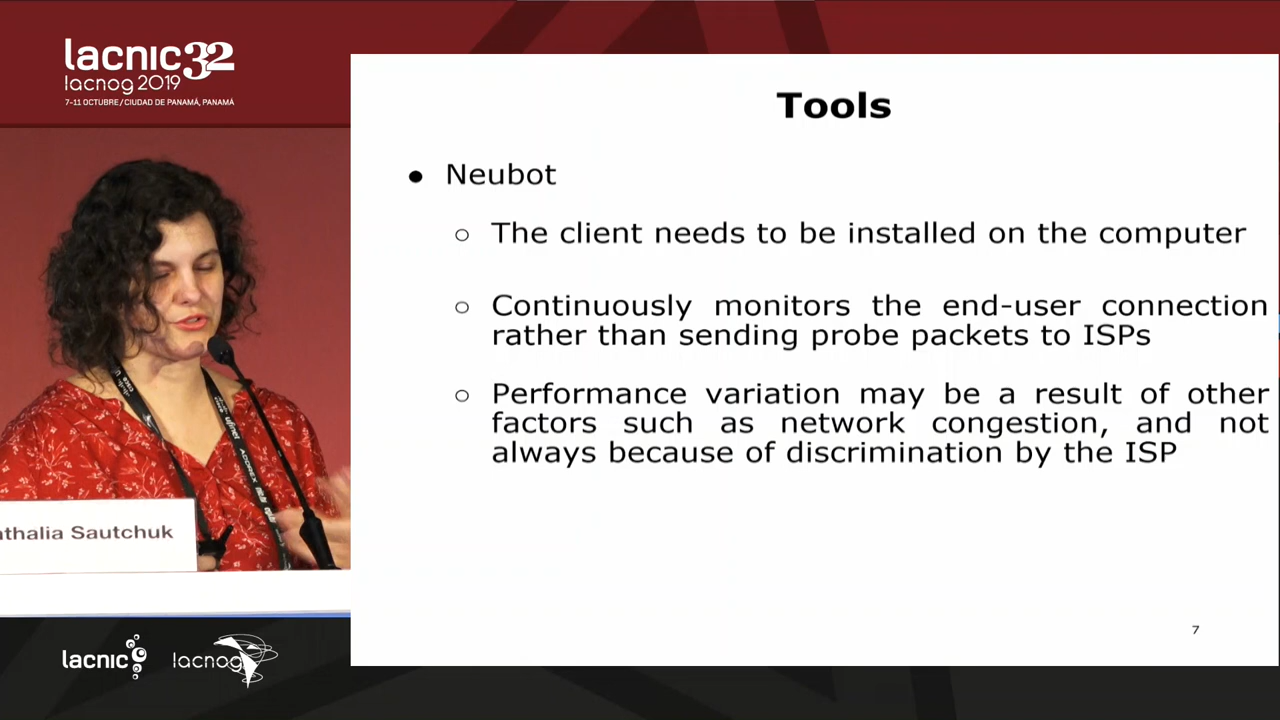 lacnic32
lacnog 2019
7-11 OCTUBRE / CIUDAD DE PANAMÁ, PANAMÁ
Tools
● Neubot
○ The client needs to be installed on the computer
○ Continuously monitors the end-user connection
rather than sending probe packets to ISPs
○ Performance variation may be a result of other
factors such as network congestion, and not
always because of discrimination by the ISP
athalia Sautchuk
7
lacnic
lacnog